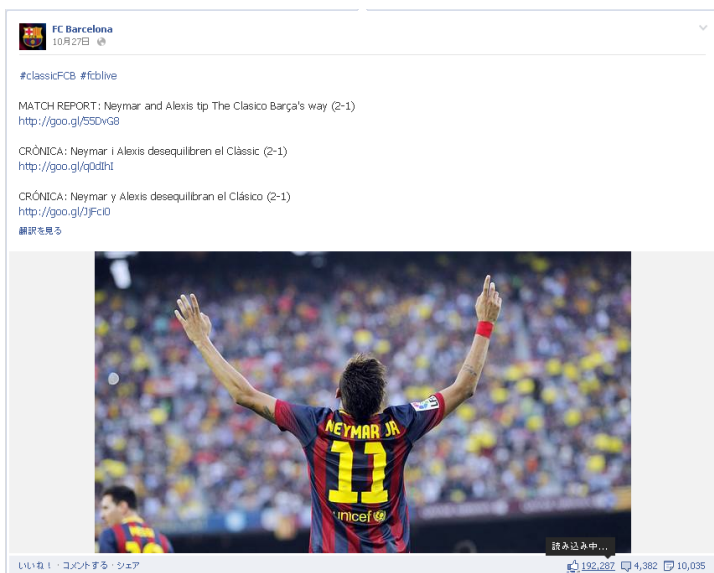 FC Barcelona
10月27日
#classicFCB #fcblive
MATCH REPORT: Neymar and Alexis tip The Clasico Barça's way (2-1)
http://goo.gl/55DvG8
CRÒNICA: Neymar i Alexis desequilibren el Clàssic (2-1)
http://goo.gl/q0dIhI
CRÓNICA: Neymar y Alexis desequilibran el Clásico (2-1)
http://goo.gl/JjFci0
翻訳を見る
NEYMAR JR
11
unicef
読み込み中...
いいね！ · コメントする · シェア
192,287 4,382 10,035